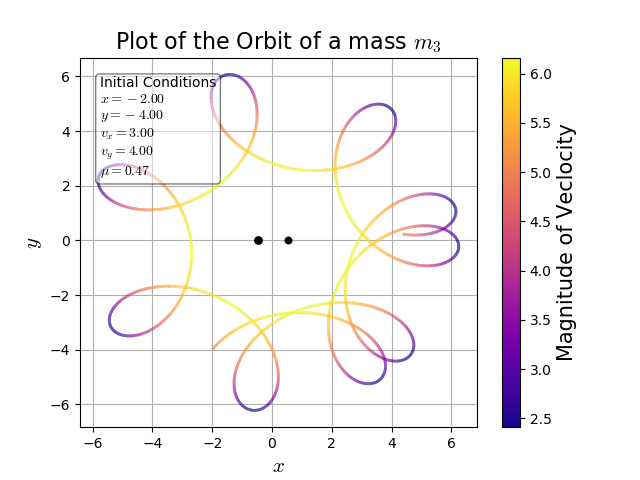 Plot of the Orbit of a mass m₃
Initial Conditions
x = −2.00
y = −4.00
vₓ = 3.00
v_y = 4.00
μ = 0.47
6
4
2
0
−2
−4
−6
y
−6
−4
−2
0
2
4
6
x
6.0
5.5
5.0
4.5
4.0
3.5
3.0
2.5
Magnitude of Veclocity